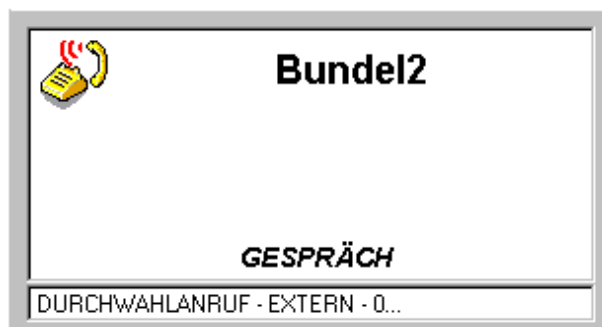 Bundel2
GESPRÄCH
DURCHWAHLANRUF - EXTERN - 0...